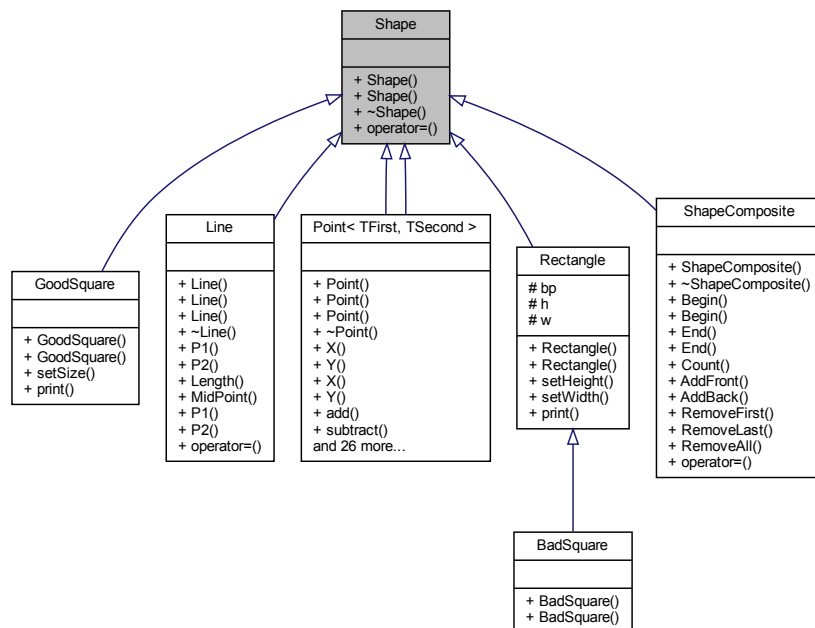 Shape
+ Shape()
+ Shape()
+ ~Shape()
+ operator=()
GoodSquare
+ GoodSquare()
+ GoodSquare()
+ setSize()
+ print()
Line
+ Line()
+ Line()
+ Line()
+ ~Line()
+ P1()
+ P2()
+ Length()
+ MidPoint()
+ P1()
+ P2()
+ operator=()
Point< TFirst, TSecond >
+ Point()
+ Point()
+ Point()
+ ~Point()
+ X()
+ Y()
+ X()
+ Y()
+ add()
+ subtract()
and 26 more...
Rectangle
# bp
# h
# w
+ Rectangle()
+ Rectangle()
+ setHeight()
+ setWidth()
+ print()
ShapeComposite
+ ShapeComposite()
+ ~ShapeComposite()
+ Begin()
+ Begin()
+ End()
+ End()
+ Count()
+ AddFront()
+ AddBack()
+ RemoveFirst()
+ RemoveLast()
+ RemoveAll()
+ operator=()
BadSquare
+ BadSquare()
+ BadSquare()